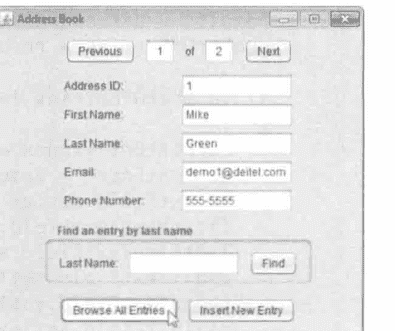 Address Book
Previous 1 of 2 Next
Address ID: 1
First Name: Mike
Last Name: Green
Email: demo1@deitel.com
Phone Number: 555-5555
Find an entry by last name
Last Name: Find
Browse All Entries Insert New Entry